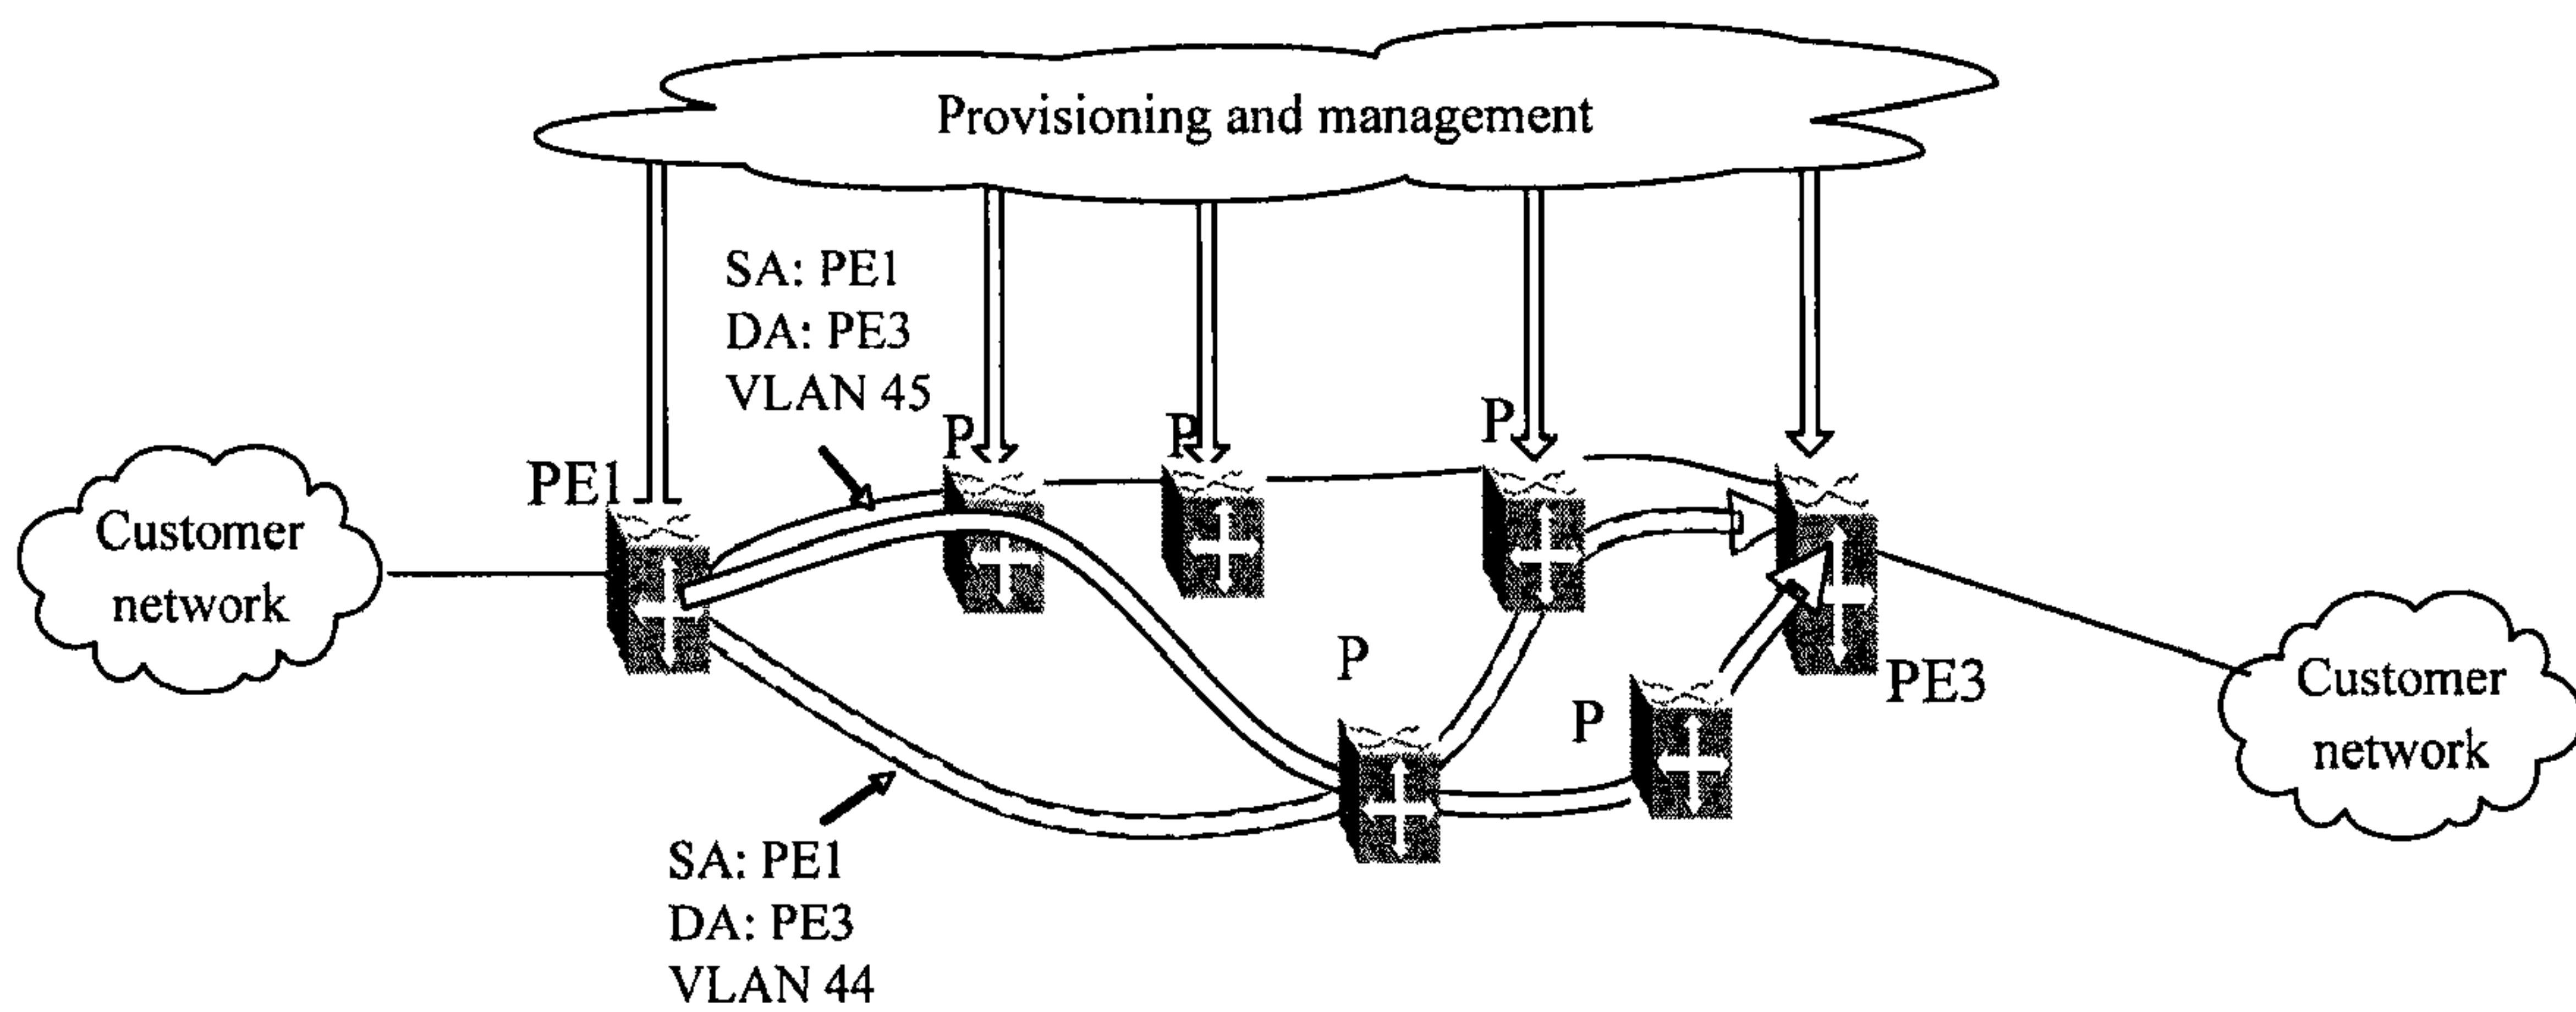 Provisioning and management
SA: PE1
DA: PE3
VLAN 45
P
P
P
PE1
Customer
network
P
P
PE3
Customer
network
SA: PE1
DA: PE3
VLAN 44